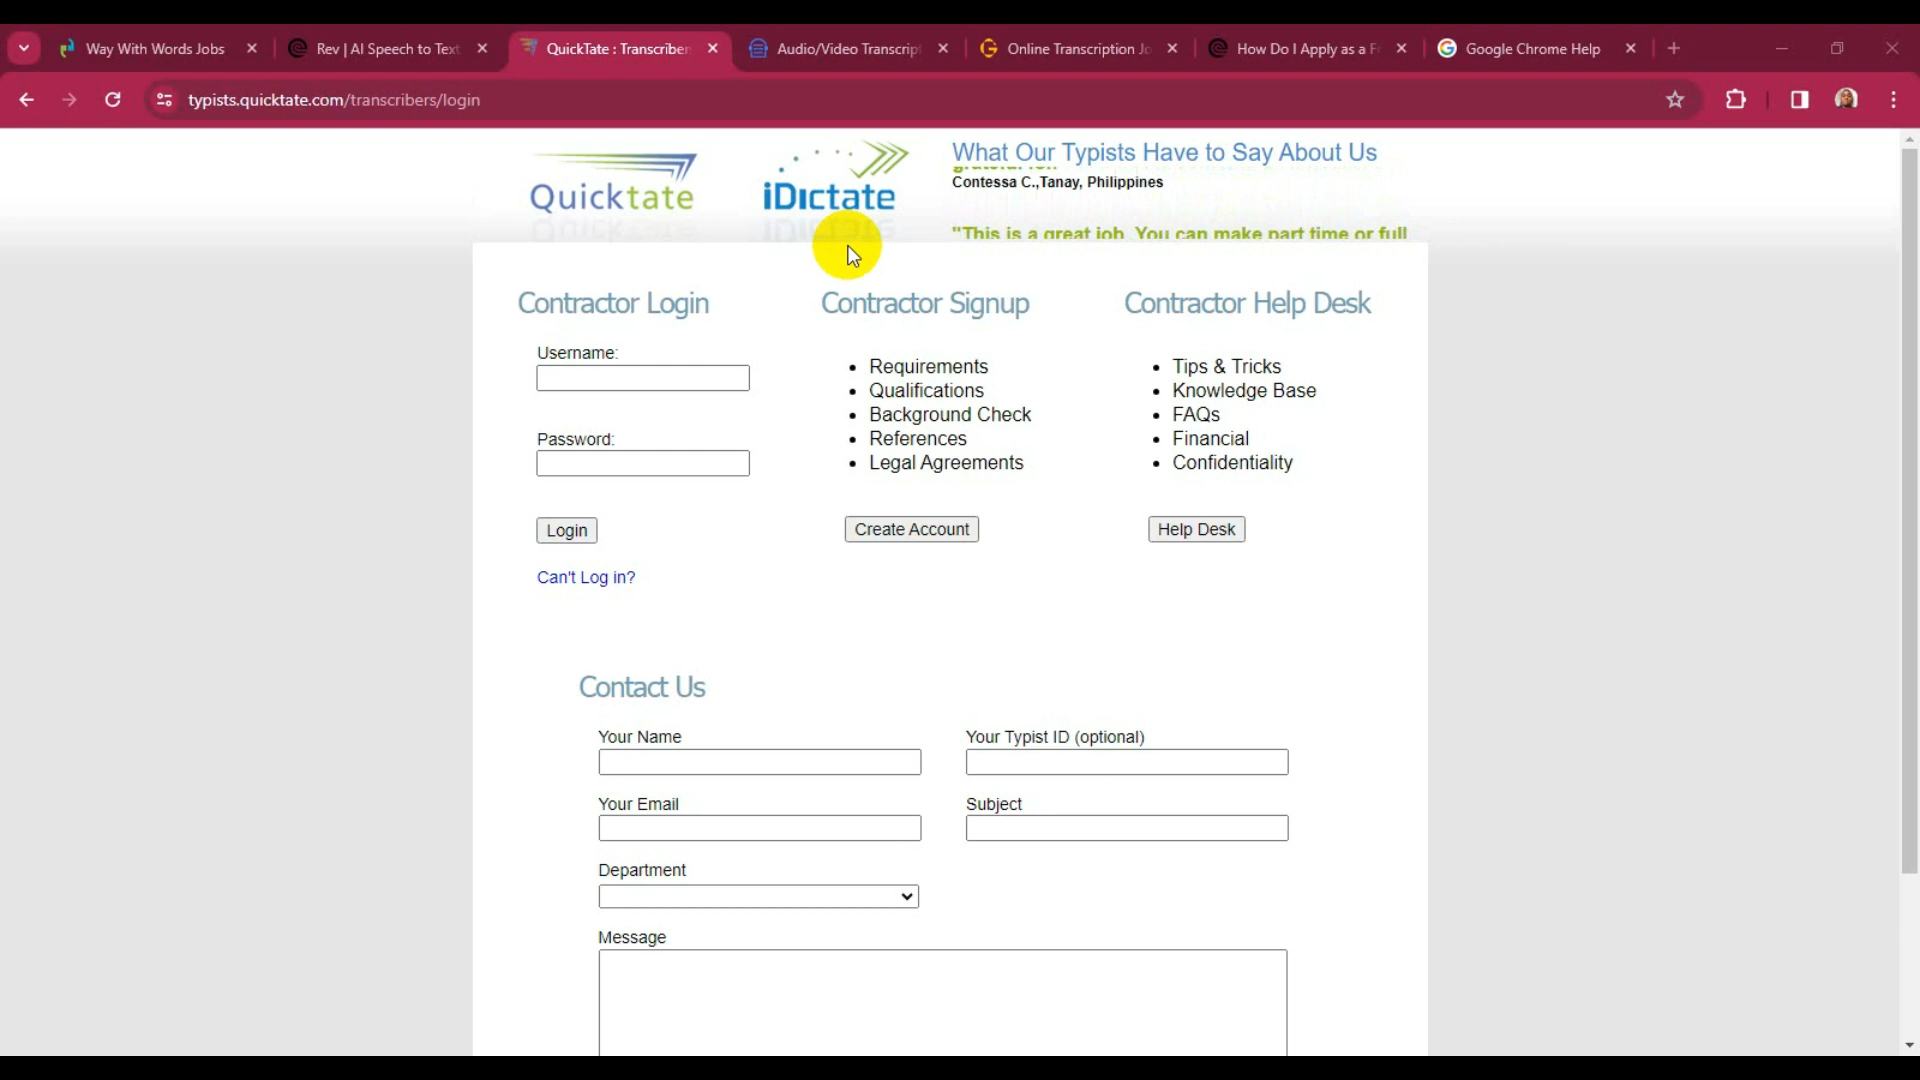 Way With Words Jobs
Rev | AI Speech to Text
QuickTate : Transcriber
Audio/Video Transcript
Online Transcription Jo
How Do I Apply as a Fr
Google Chrome Help
typists.quicktate.com/transcribers/login
Quicktate
iDictate
What Our Typists Have to Say About Us
Contessa C.,Tanay, Philippines
"This is a great job. You can make part time or full
Contractor Login
Username:
Password:
Login
Can't Log in?
Contractor Signup
Requirements
Qualifications
Background Check
References
Legal Agreements
Create Account
Contractor Help Desk
Tips & Tricks
Knowledge Base
FAQs
Financial
Confidentiality
Help Desk
Contact Us
Your Name
Your Typist ID (optional)
Your Email
Subject
Department
Message